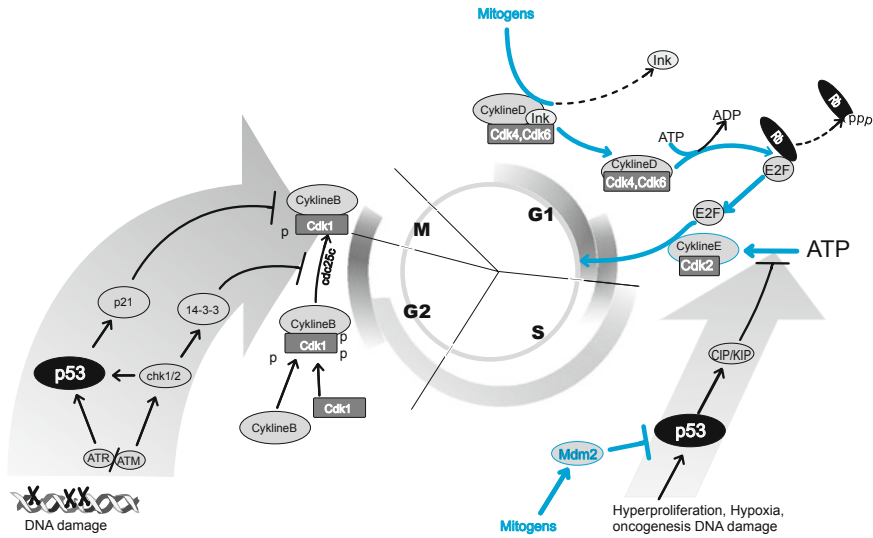 Mitogens
Ink
CyklineD
Ink
Cdk4,Cdk6
Rb
Rb
ppp
ATP
ADP
CyklineD
Cdk4,Cdk6
E2F
E2F
CyklineE
Cdk2
ATP
CyklineB
p
Cdk1
cdc25c
M
G1
G2
S
p21
14-3-3
CyklineB
p
Cdk1
p
p
p53
chk1/2
CIP/KIP
Cdk1
CyklineB
ATR
ATM
p53
Mdm2
DNA damage
Mitogens
Hyperproliferation, Hypoxia,
oncogenesis DNA damage